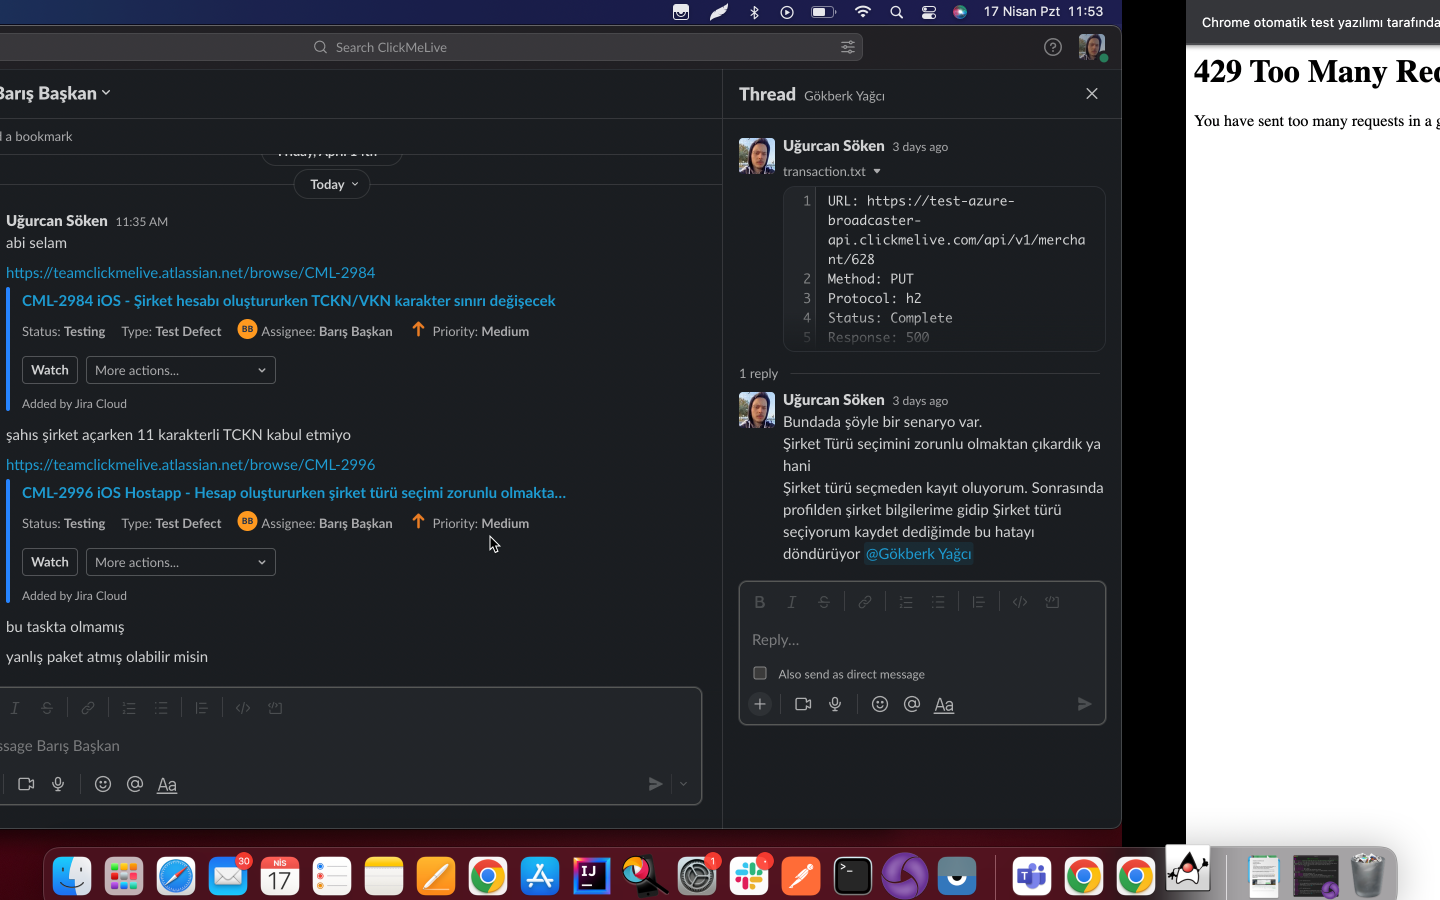 17 Nisan Pzt 11:53
Search ClickMeLive
Barış Başkan
d a bookmark
Today
Uğurcan Söken 11:35 AM
abi selam
https://teamclickmelive.atlassian.net/browse/CML-2984
CML-2984 iOS - Şirket hesabı oluştururken TCKN/VKN karakter sınırı değişecek
Status: Testing Type: Test Defect BB Assignee: Barış Başkan Priority: Medium
Watch More actions...
Added by Jira Cloud
şahıs şirket açarken 11 karakterli TCKN kabul etmiyo
https://teamclickmelive.atlassian.net/browse/CML-2996
CML-2996 iOS Hostapp - Hesap oluştururken şirket türü seçimi zorunlu olmakta...
Status: Testing Type: Test Defect BB Assignee: Barış Başkan Priority: Medium
Watch More actions...
Added by Jira Cloud
bu taskta olmamış
yanlış paket atmış olabilir misin
I S
ssage Barış Başkan
Aa
Thread Gökberk Yağcı
Uğurcan Söken 3 days ago
transaction.txt
1 URL: https://test-azure-
broadcaster-
api.clickmelive.com/api/v1/mercha
nt/628
2 Method: PUT
3 Protocol: h2
4 Status: Complete
5 Response: 500
1 reply
Uğurcan Söken 3 days ago
Bundada şöyle bir senaryo var.
Şirket Türü seçimini zorunlu olmaktan çıkardık ya
hani
Şirket türü seçmeden kayıt oluyorum. Sonrasında
profilden şirket bilgilerime gidip Şirket türü
seçiyorum kaydet dediğimde bu hatayı
döndürüyor @Gökberk Yağcı
B I S
Reply...
Also send as direct message
Aa
Chrome otomatik test yazılımı tarafında
429 Too Many Req
You have sent too many requests in a g
30
NİS
17
IJ
1